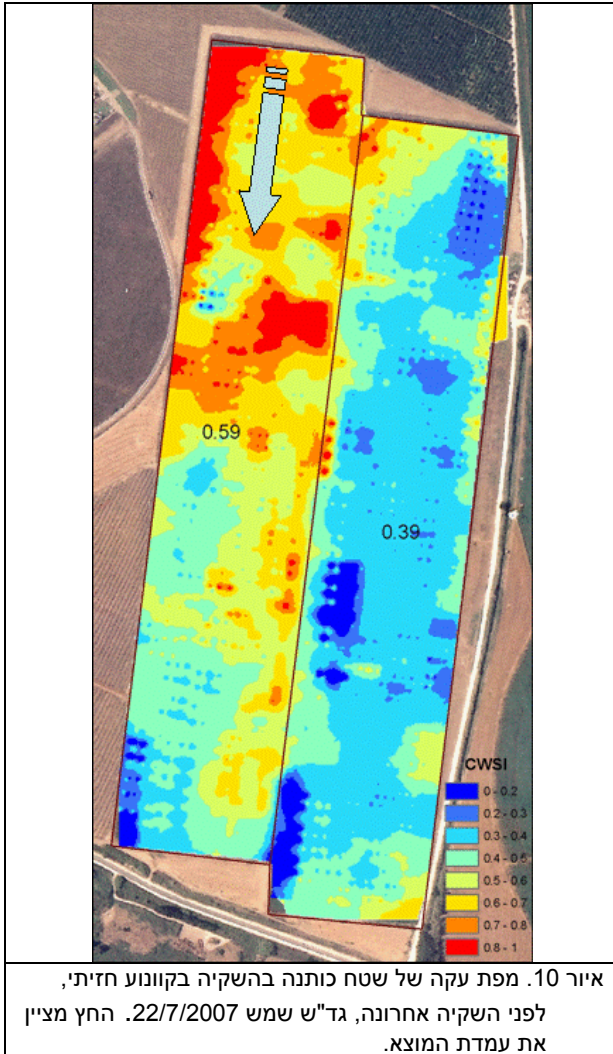 0.59
0.39
CWSI
0 - 0.2
0.2 - 0.3
0.3 - 0.4
0.4 - 0.5
0.5 - 0.6
0.6 - 0.7
0.7 - 0.8
0.8 - 1
איור 10. מפת עקה של שטח כותנה בהשקיה בקוונוע חזיתי,
לפני השקיה אחרונה, גד"ש שמש 22/7/2007. החץ מציין
את עמדת המוצא.